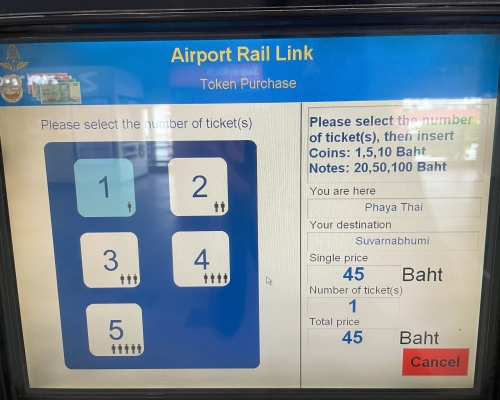 Airport Rail Link
Token Purchase
Please select the number of ticket(s)
1
2
3
4
5
Please select the number
of ticket(s), then insert
Coins: 1,5,10 Baht
Notes: 20,50,100 Baht
You are here
Phaya Thai
Your destination
Suvarnabhumi
Single price
45 Baht
Number of ticket(s)
1
Total price
45 Baht
Cancel